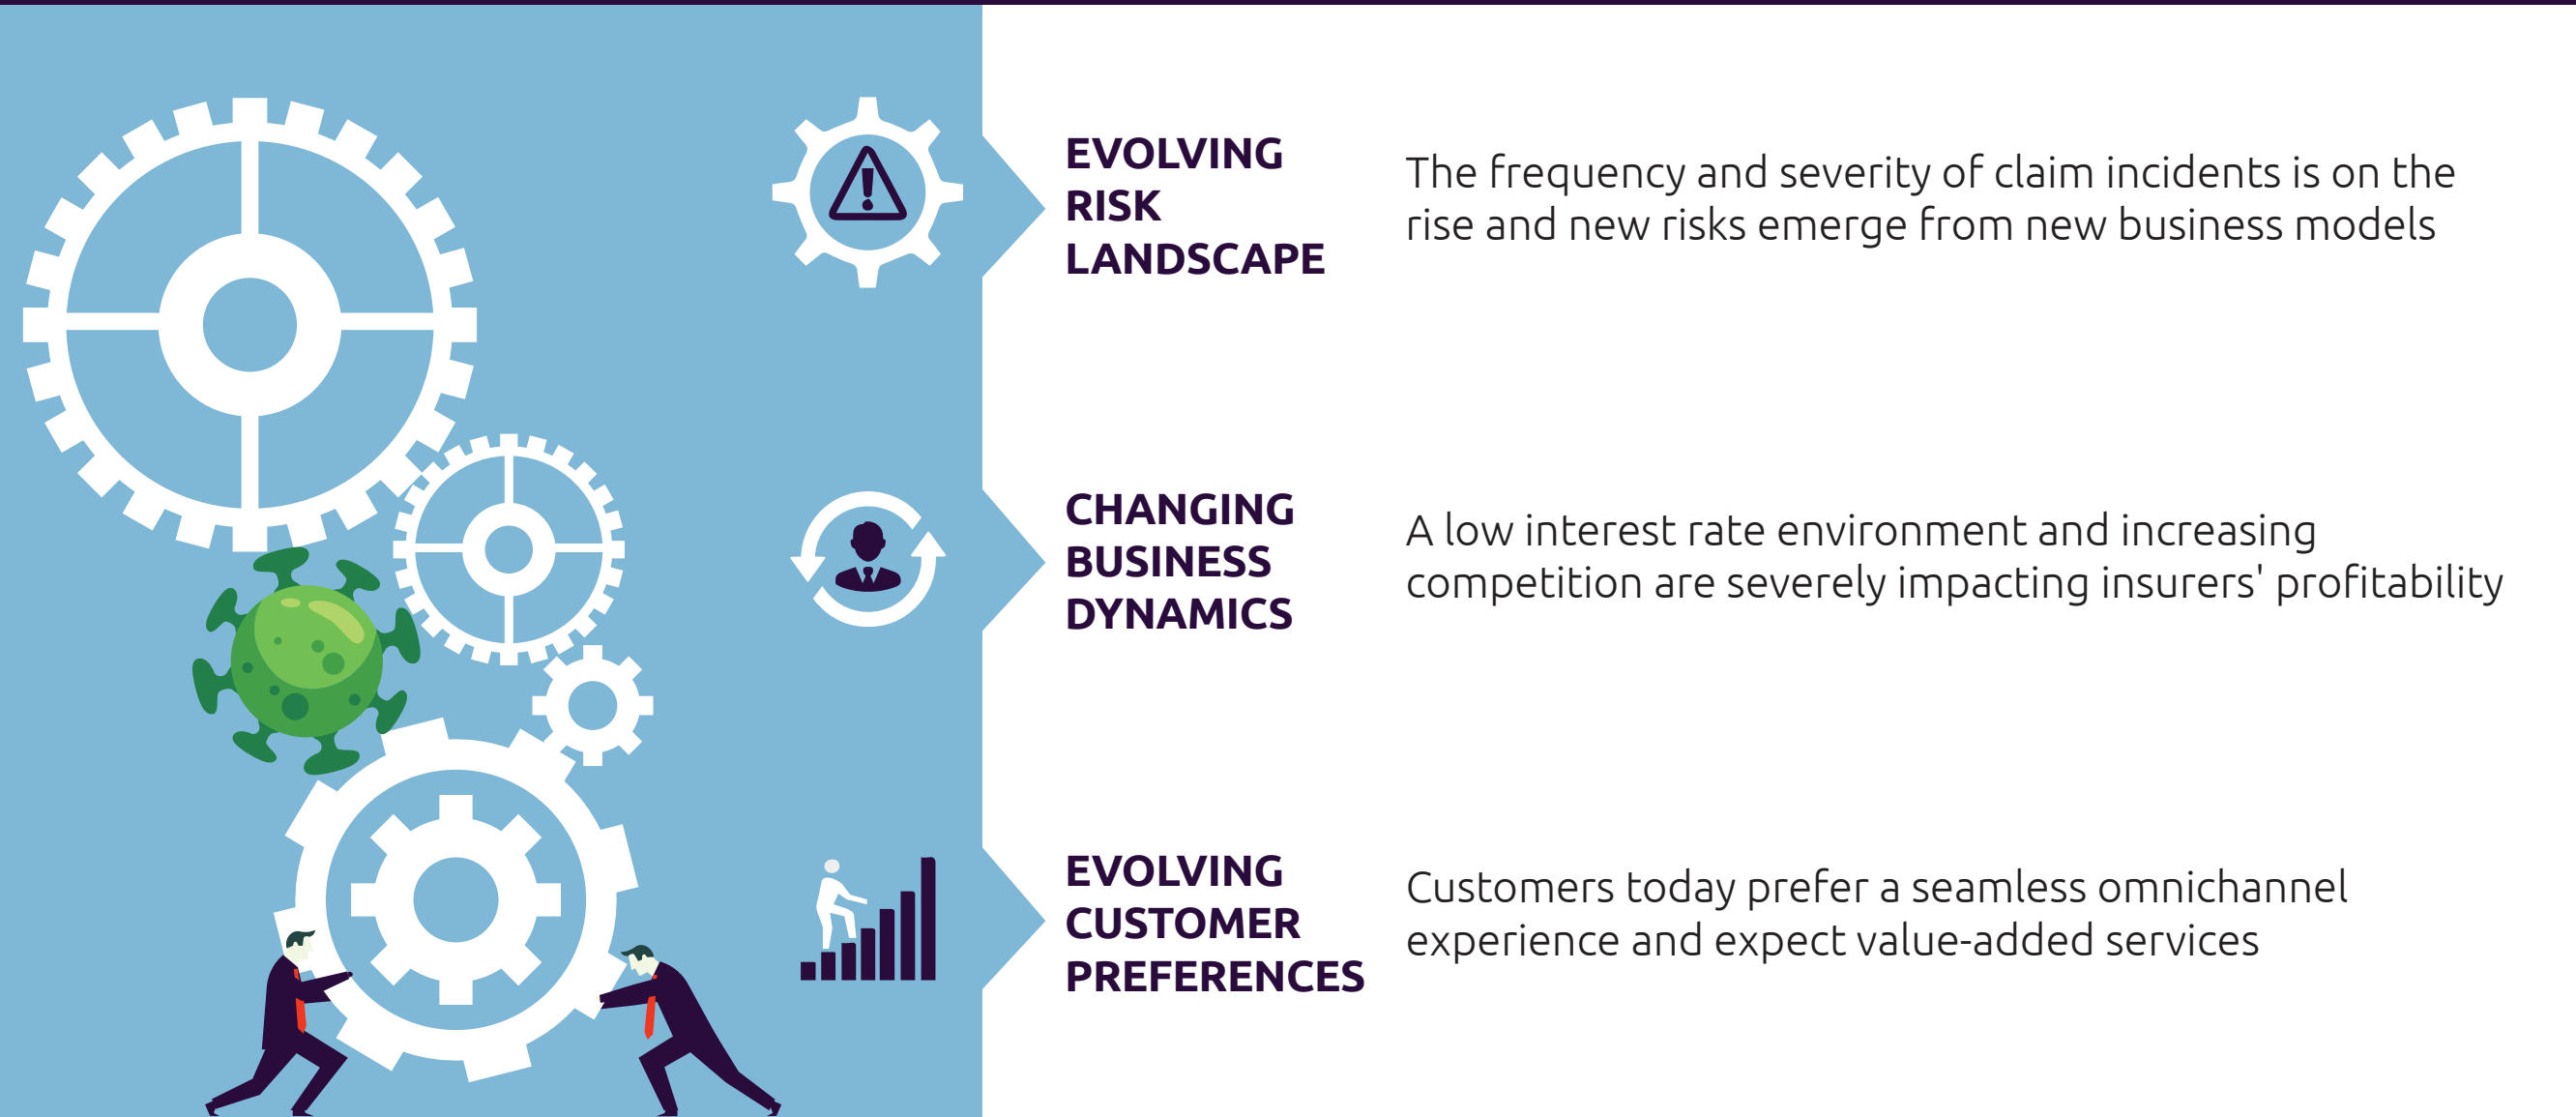 EVOLVING
RISK
LANDSCAPE
The frequency and severity of claim incidents is on the
rise and new risks emerge from new business models
CHANGING
BUSINESS
DYNAMICS
A low interest rate environment and increasing
competition are severely impacting insurers' profitability
EVOLVING
CUSTOMER
PREFERENCES
Customers today prefer a seamless omnichannel
experience and expect value-added services